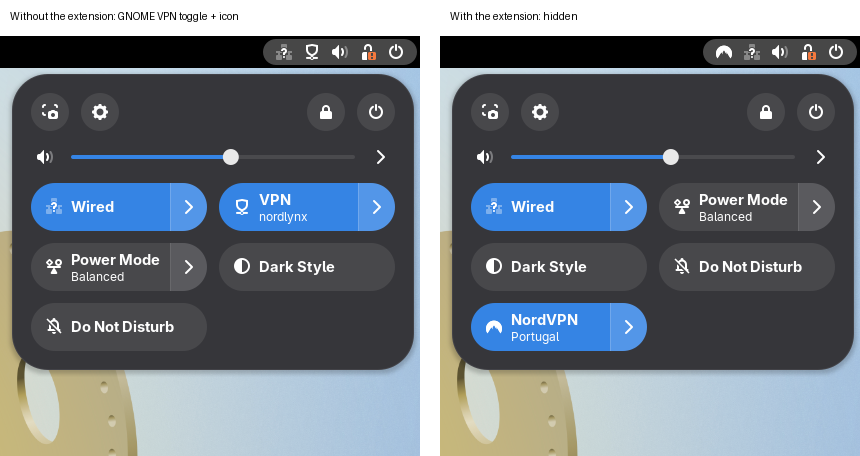 Without the extension: GNOME VPN toggle + icon
Wired
VPN
nordlynx
Power Mode
Balanced
Dark Style
Do Not Disturb
With the extension: hidden
Wired
Power Mode
Balanced
Dark Style
Do Not Disturb
NordVPN
Portugal